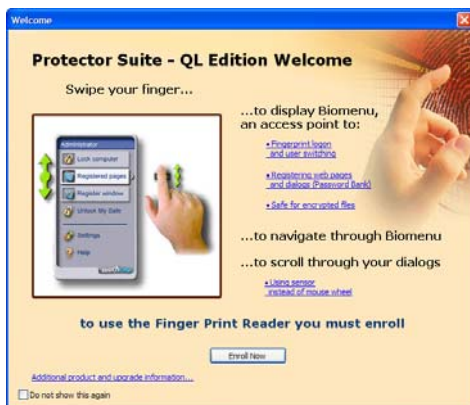 Welcome
Protector Suite - QL Edition Welcome
Swipe your finger...
Administrator
Lock computer
Registered pages
Register window
Unlock My Safe
Settings
Help
...to display Biomenu,
an access point to:
• Fingerprint logon
and user switching
• Registering web pages
and dialogs (Password Bank)
• Safe for encrypted files
...to navigate through Biomenu
...to scroll through your dialogs
• Using sensor
instead of mouse wheel
to use the Finger Print Reader you must enroll
Enroll Now
Additional product and upgrade information...
Do not show this again